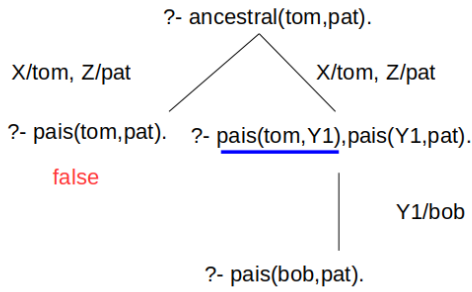 ?- ancestral(tom,pat).
X/tom, Z/pat
X/tom, Z/pat
?- pais(tom,pat).
?- pais(tom,Y1),pais(Y1,pat).
false
Y1/bob
?- pais(bob,pat).